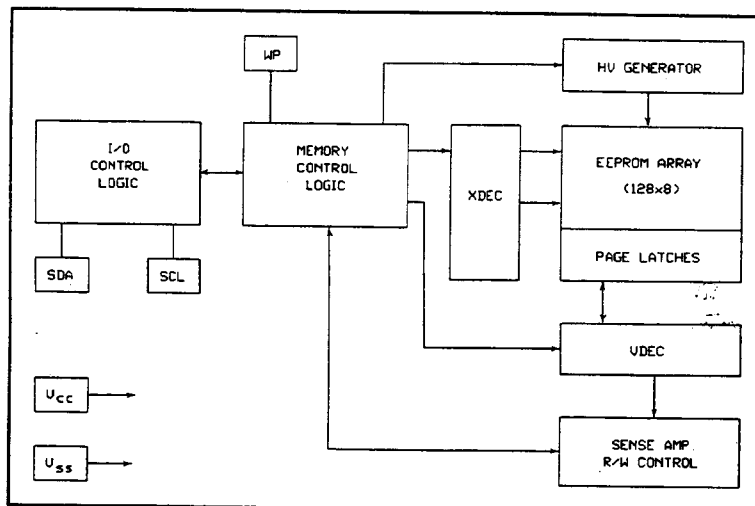 WP
HV GENERATOR
I/O
CONTROL
LOGIC
MEMORY
CONTROL
LOGIC
XDEC
EEPROM ARRAY
(128x8)
PAGE LATCHES
SDA
SCL
VDEC
Vcc
SENSE AMP
R/W CONTROL
Vss